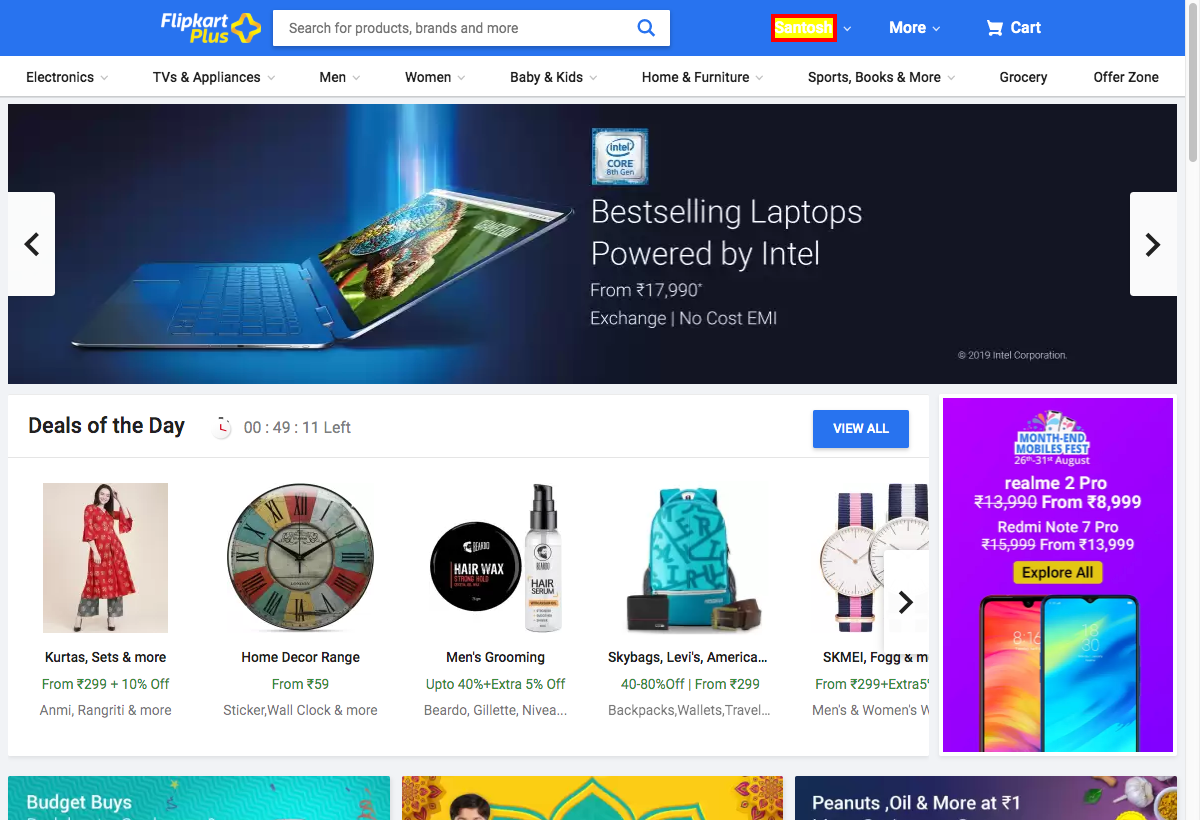 Flipkart
Plus
Search for products, brands and more
Santosh
More
Cart
Electronics
TVs & Appliances
Men
Women
Baby & Kids
Home & Furniture
Sports, Books & More
Grocery
Offer Zone
intel
CORE
8th Gen
GAMEON
Bestselling Laptops
Powered by Intel
From ₹17,990*
Exchange | No Cost EMI
© 2019 Intel Corporation.
Deals of the Day
00 : 49 : 11 Left
VIEW ALL
BEARDO
HAIR WAX
STRONG HOLD
BEARDO
HAIR
SERUM
Kurtas, Sets & more
From ₹299 + 10% Off
Anmi, Rangriti & more
Home Decor Range
From ₹59
Sticker,Wall Clock & more
Men's Grooming
Upto 40%+Extra 5% Off
Beardo, Gillette, Nivea...
Skybags, Levi's, America...
40-80%Off | From ₹299
Backpacks,Wallets,Travel...
SKMEI, Fogg & m
From ₹299+Extra5%
Men's & Women's W
MONTH-END
MOBILES FEST
26th-31st August
realme 2 Pro
₹13,990 From ₹8,999
Redmi Note 7 Pro
₹15,999 From ₹13,999
Explore All
8:16
18
30
Budget Buys
Peanuts ,Oil & More at ₹1